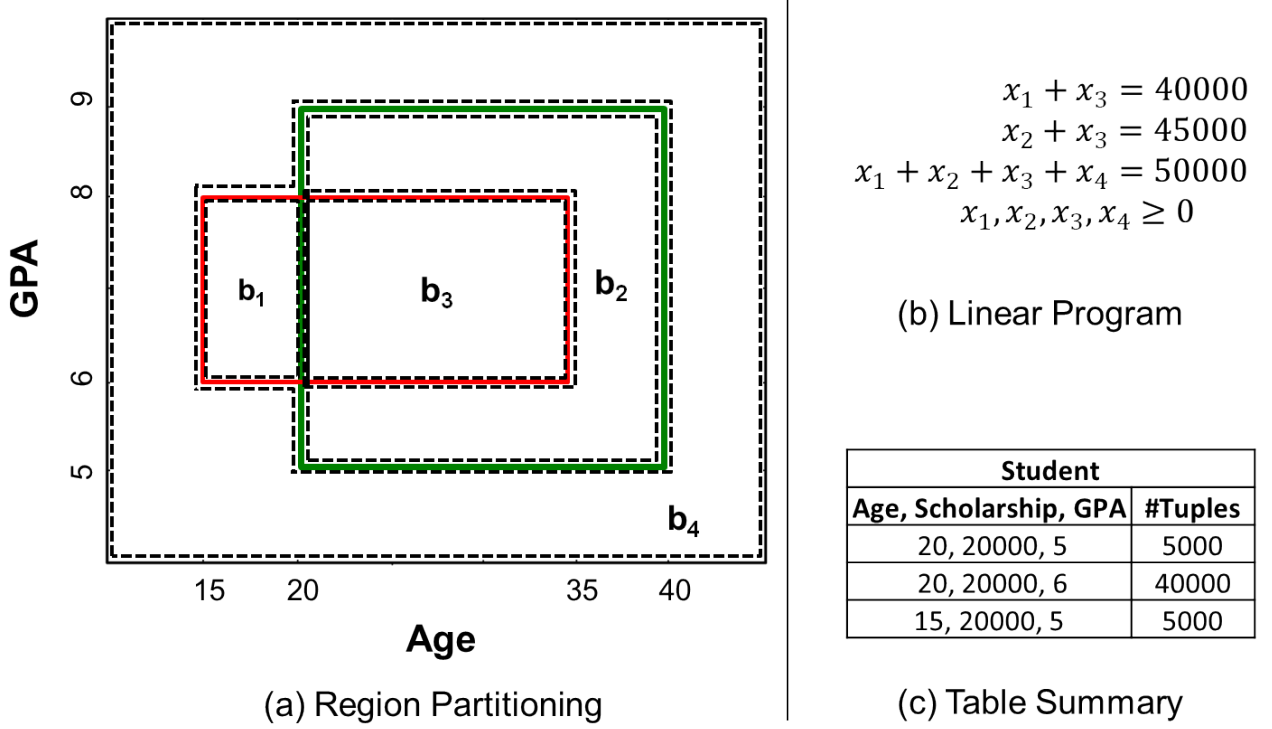 GPA
9
8
6
5
b₁
b₃
b₂
b₄
15 20 35 40
Age
(a) Region Partitioning
x₁ + x₃ = 40000
x₂ + x₃ = 45000
x₁ + x₂ + x₃ + x₄ = 50000
x₁, x₂, x₃, x₄ ≥ 0
(b) Linear Program
Student
Age, Scholarship, GPA #Tuples
20, 20000, 5 5000
20, 20000, 6 40000
15, 20000, 5 5000
(c) Table Summary